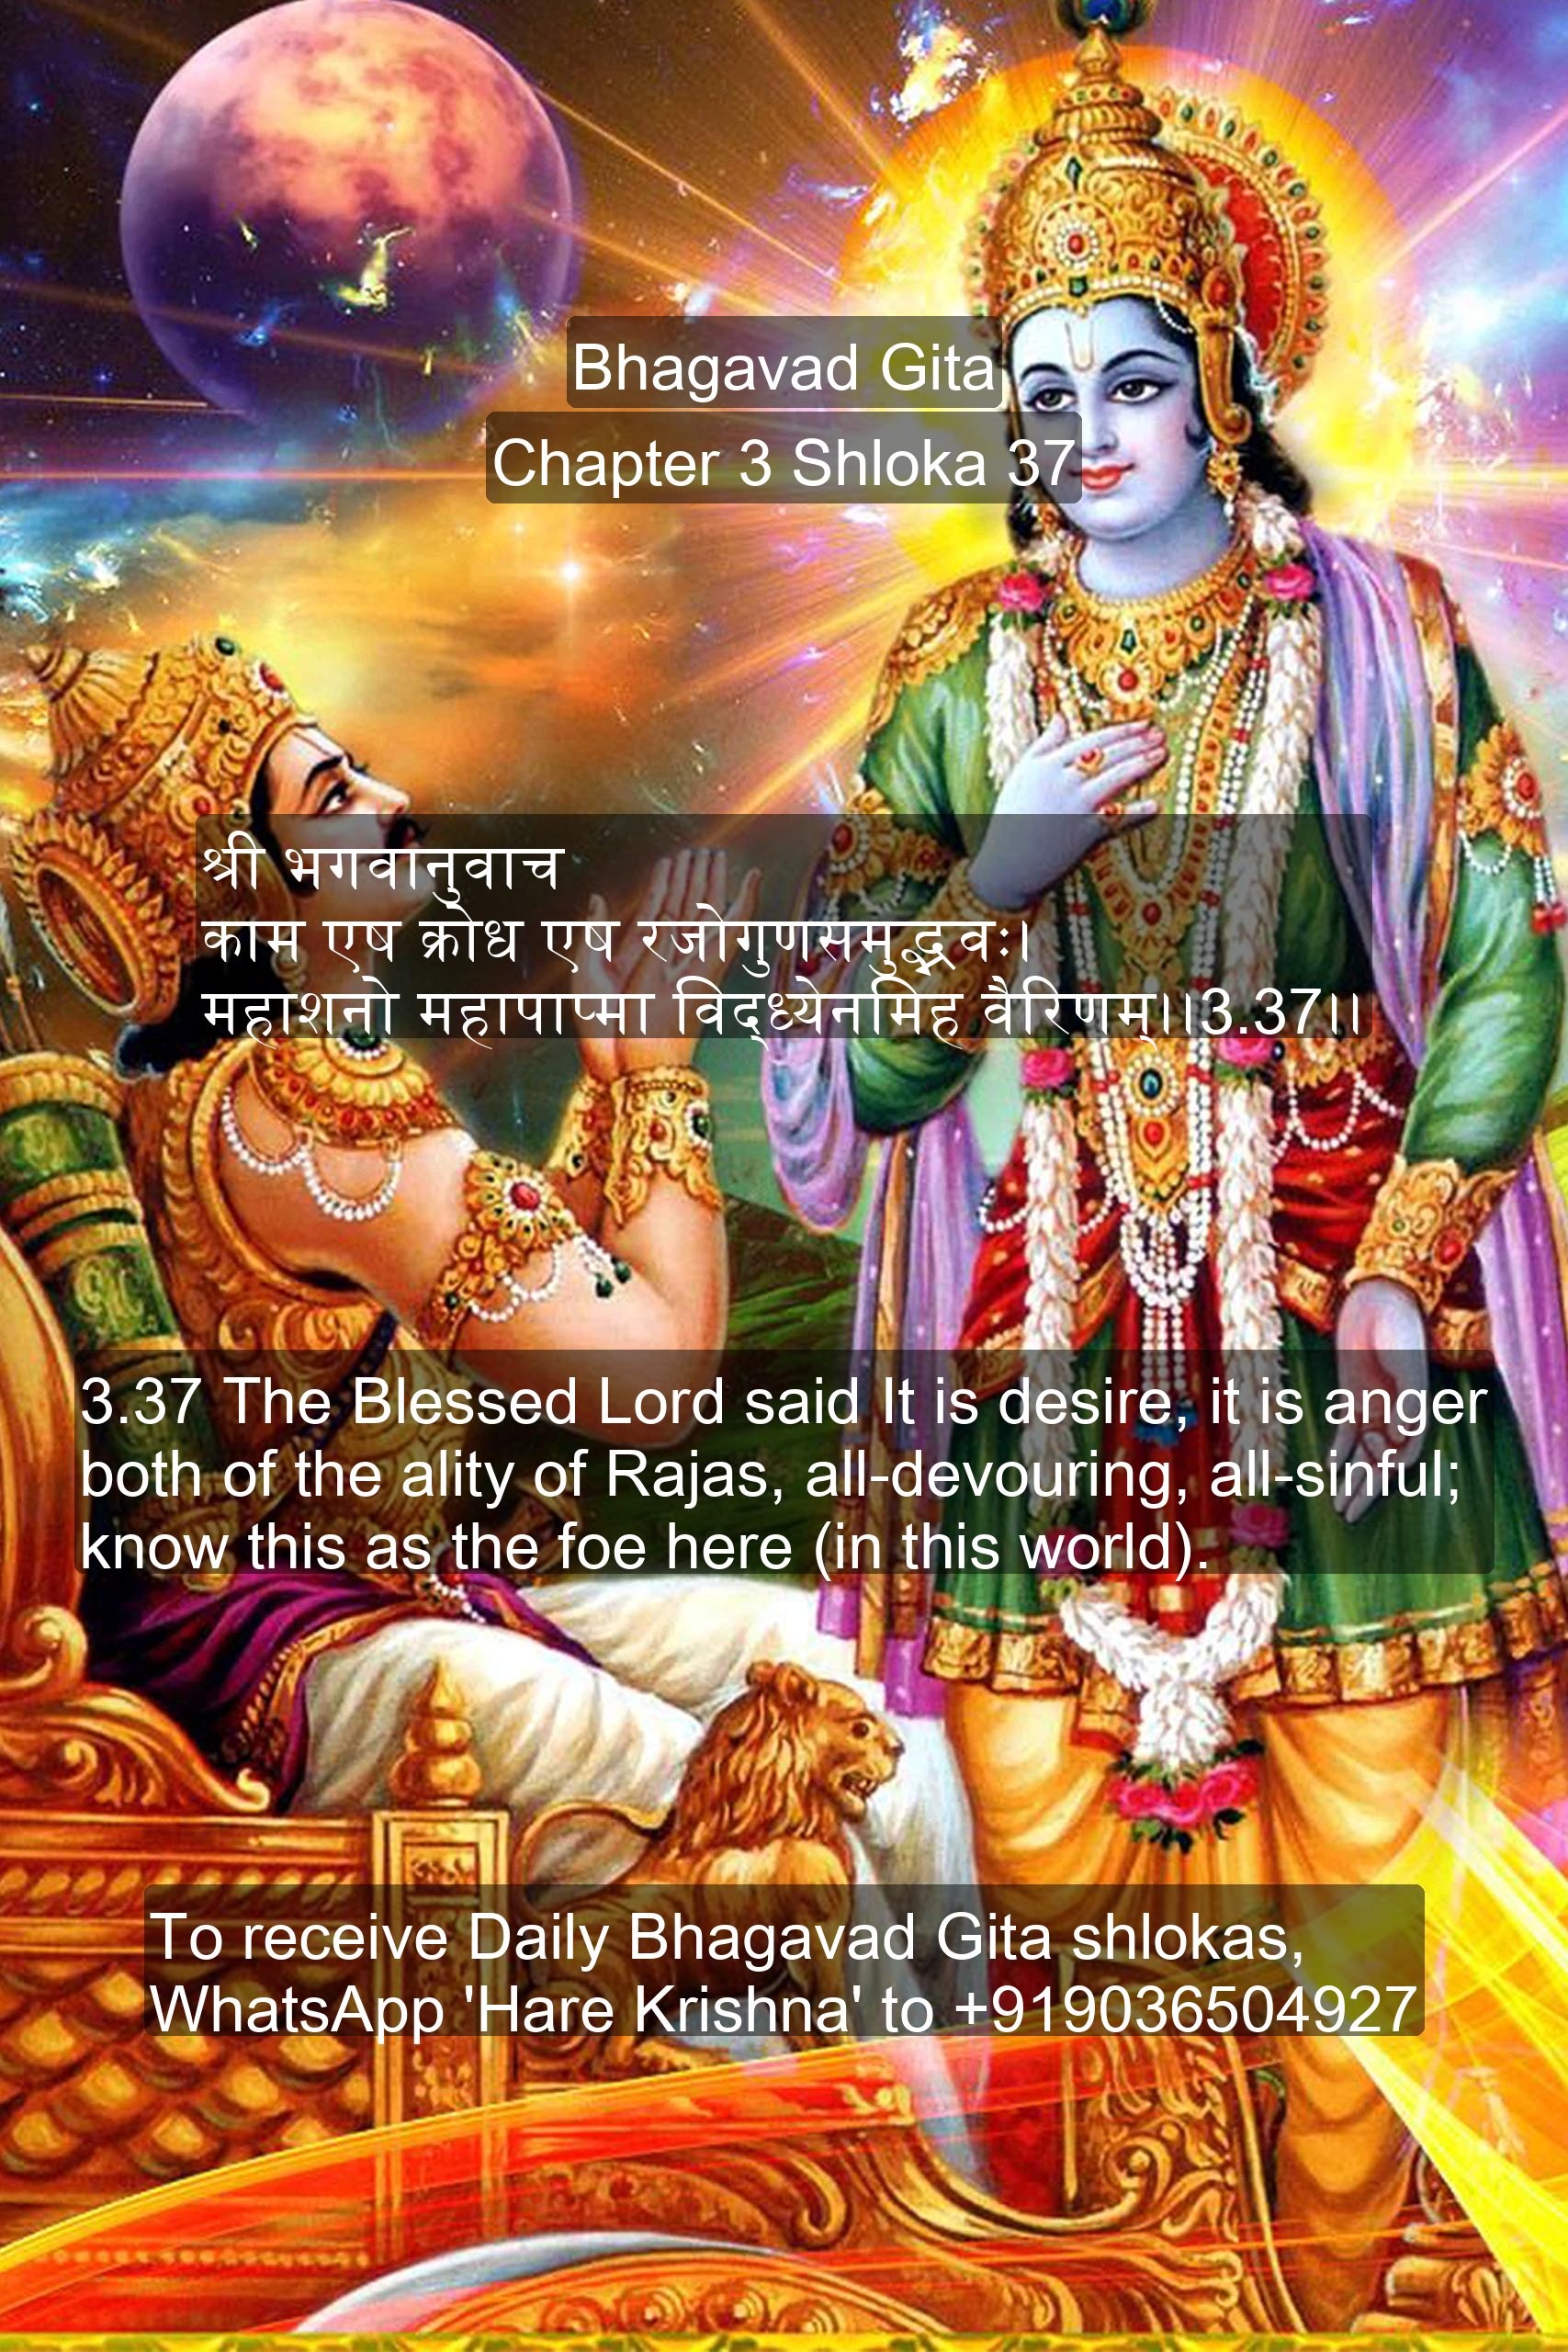 Bhagavad Gita
Chapter 3 Shloka 37
श्री भगवानुवाच
काम एष क्रोध एष रजोगुणसमुद्भवः।
महाशनो महापाप्मा विद्ध्येनमिह वैरिणम्।।3.37।।
3.37 The Blessed Lord said It is desire, it is anger
both of the ality of Rajas, all-devouring, all-sinful;
know this as the foe here (in this world).
To receive Daily Bhagavad Gita shlokas,
WhatsApp 'Hare Krishna' to +919036504927